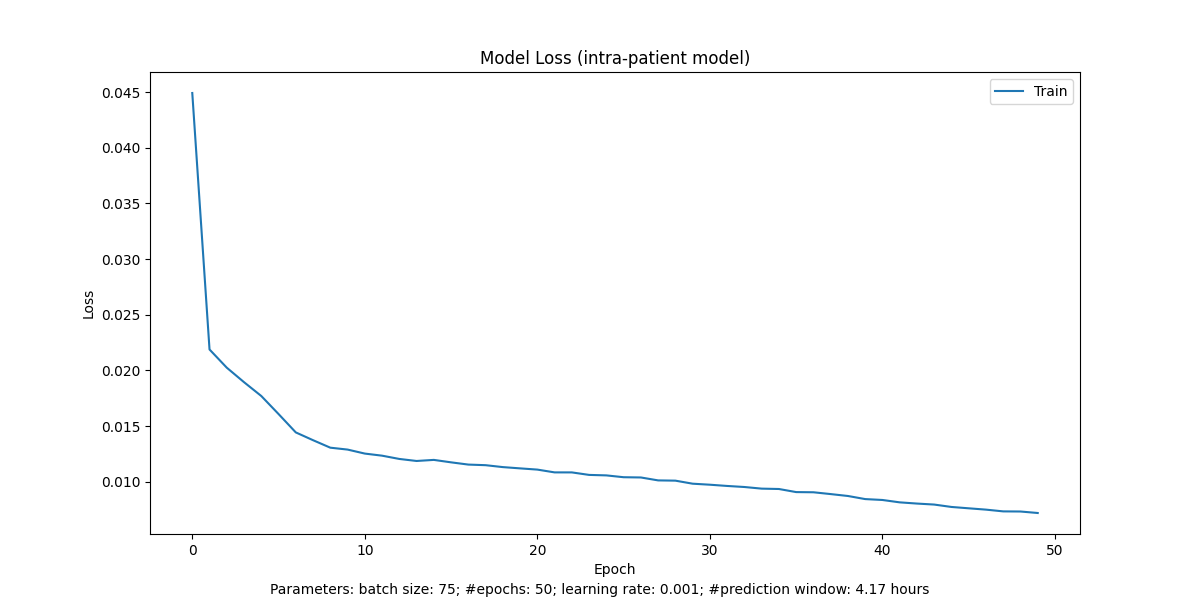 Model Loss (intra-patient model)
Train
0.045
0.040
0.035
0.030
0.025
0.020
0.015
0.010
Loss
0 10 20 30 40 50
Epoch
Parameters: batch size: 75; #epochs: 50; learning rate: 0.001; #prediction window: 4.17 hours